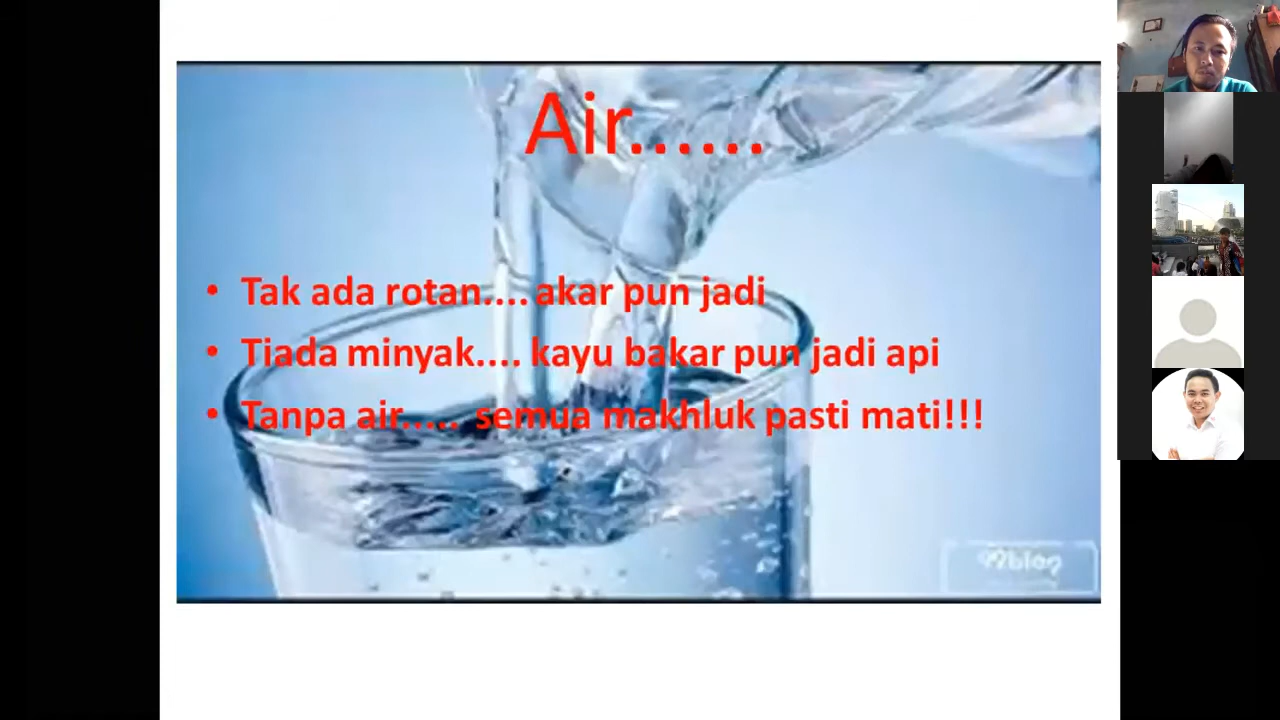 Air......
• Tak ada rotan.... akar pun jadi
• Tiada minyak.... kayu bakar pun jadi api
• Tanpa air..... semua makhluk pasti mati!!!